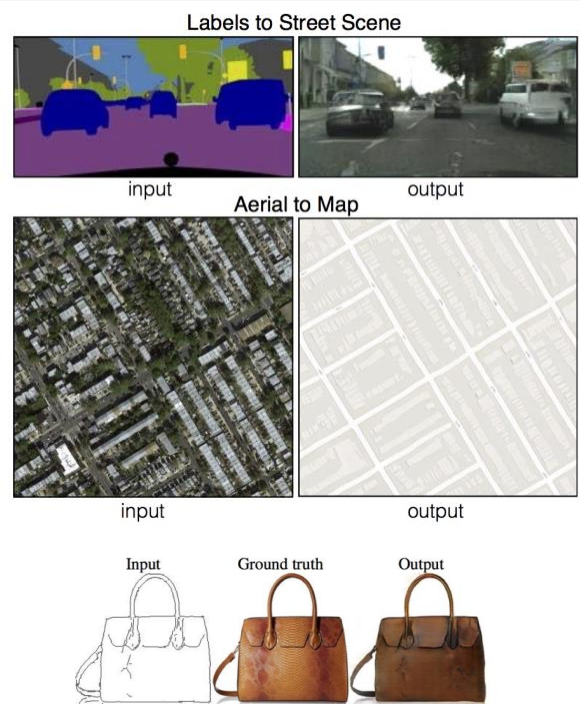 Labels to Street Scene
input output
Aerial to Map
input output
Input Ground truth Output